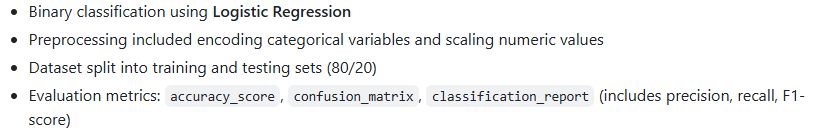 • Binary classification using Logistic Regression
• Preprocessing included encoding categorical variables and scaling numeric values
• Dataset split into training and testing sets (80/20)
• Evaluation metrics: accuracy_score, confusion_matrix, classification_report (includes precision, recall, F1-
score)